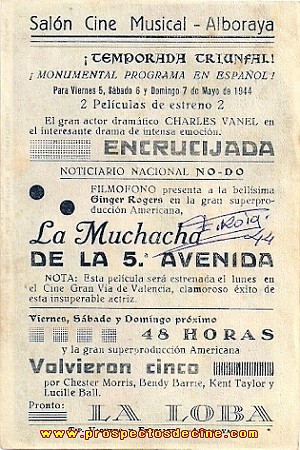 Salón Cine Musical - Alboraya
¡TEMPORADA TRIUNFAL!
¡MONUMENTAL PROGRAMA EN ESPAÑOL!
Para Viernes 5, Sábado 6 y Domingo 7 de Mayo de 1944
2 Películas de estreno 2
El gran actor dramático CHARLES VANEL en
el interesante drama de intensa emoción.
ENCRUCIJADA
NOTICIARIO NACIONAL NO-DO
FILMOFONO presenta a la bellísima
Ginger Rogers en la gran superpro-
ducción Americana,
La Muchacha
DE LA 5.ª AVENIDA
NOTA: Esta película será estrenada el lunes en
el Cine Gran Vía de Valencia, clamoroso éxito de
esta insuperable actriz.
Viernes, Sábado y Domingo próximo
48 HORAS
y la gran superproducción Americana
Volvieron cinco
por Chester Morris, Bendy Barrie, Kent Taylor y
Lucille Ball.
Pronto: LA LOBA
www.prospectosdecine.com